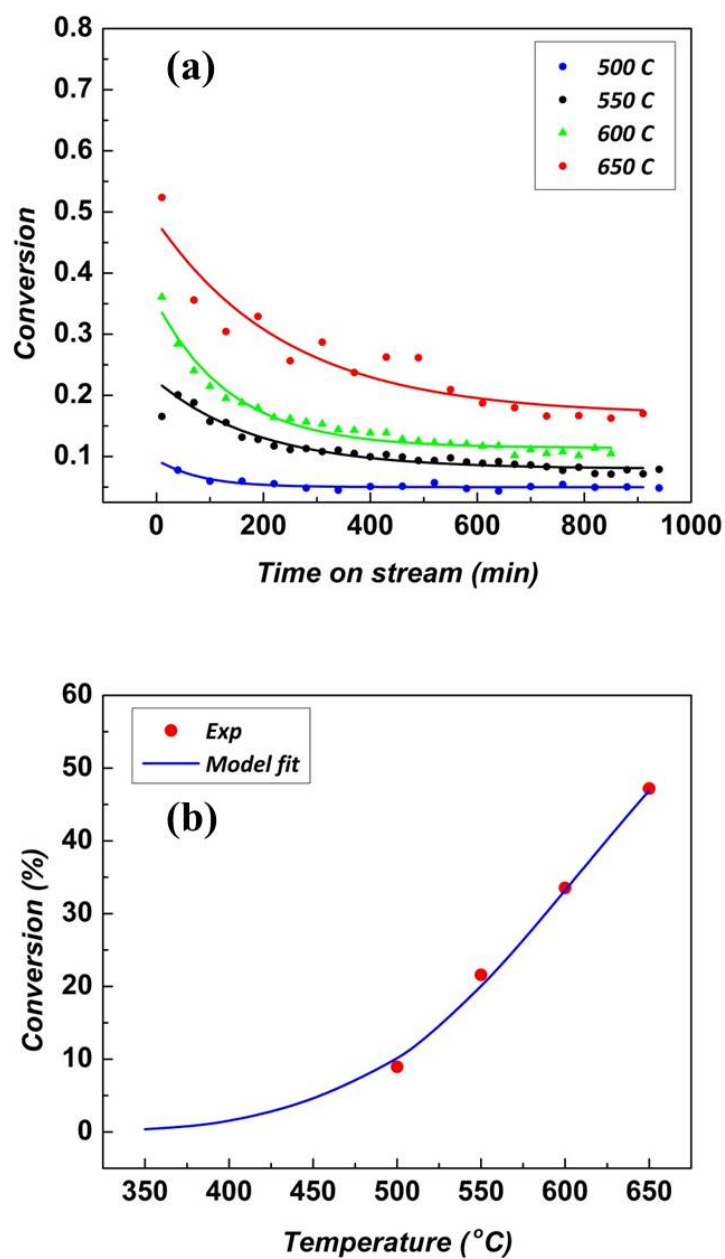 0.8
0.7
0.6
0.5
0.4
0.3
0.2
0.1
Conversion
(a)
500 C
550 C
600 C
650 C
0 200 400 600 800 1000
Time on stream (min)
60
50
40
30
20
10
0
Conversion (%)
Exp
Model fit
(b)
350 400 450 500 550 600 650
Temperature (°C)